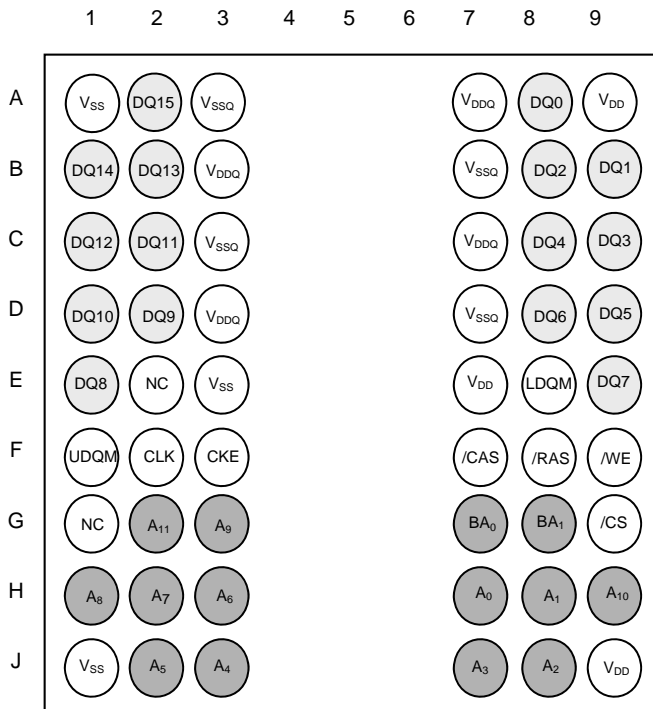 1 2 3 4 5 6 7 8 9
A VSS DQ15 VSSQ VDDQ DQ0 VDD
B DQ14 DQ13 VDDQ VSSQ DQ2 DQ1
C DQ12 DQ11 VSSQ VDDQ DQ4 DQ3
D DQ10 DQ9 VDDQ VSSQ DQ6 DQ5
E DQ8 NC VSS VDD LDQM DQ7
F UDQM CLK CKE /CAS /RAS /WE
G NC A11 A9 BA0 BA1 /CS
H A8 A7 A6 A0 A1 A10
J VSS A5 A4 A3 A2 VDD